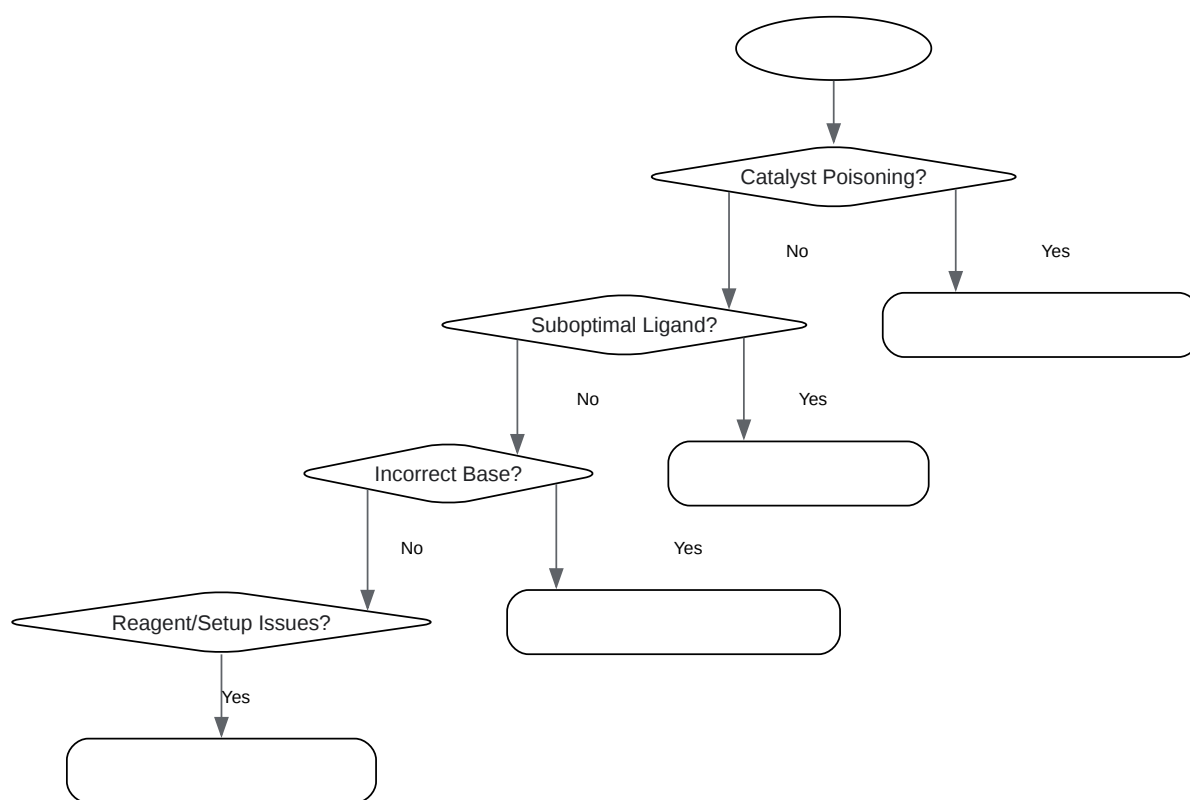 Catalyst Poisoning?
No
Yes
Suboptimal Ligand?
No
Yes
Incorrect Base?
No
Yes
Reagent/Setup Issues?
Yes